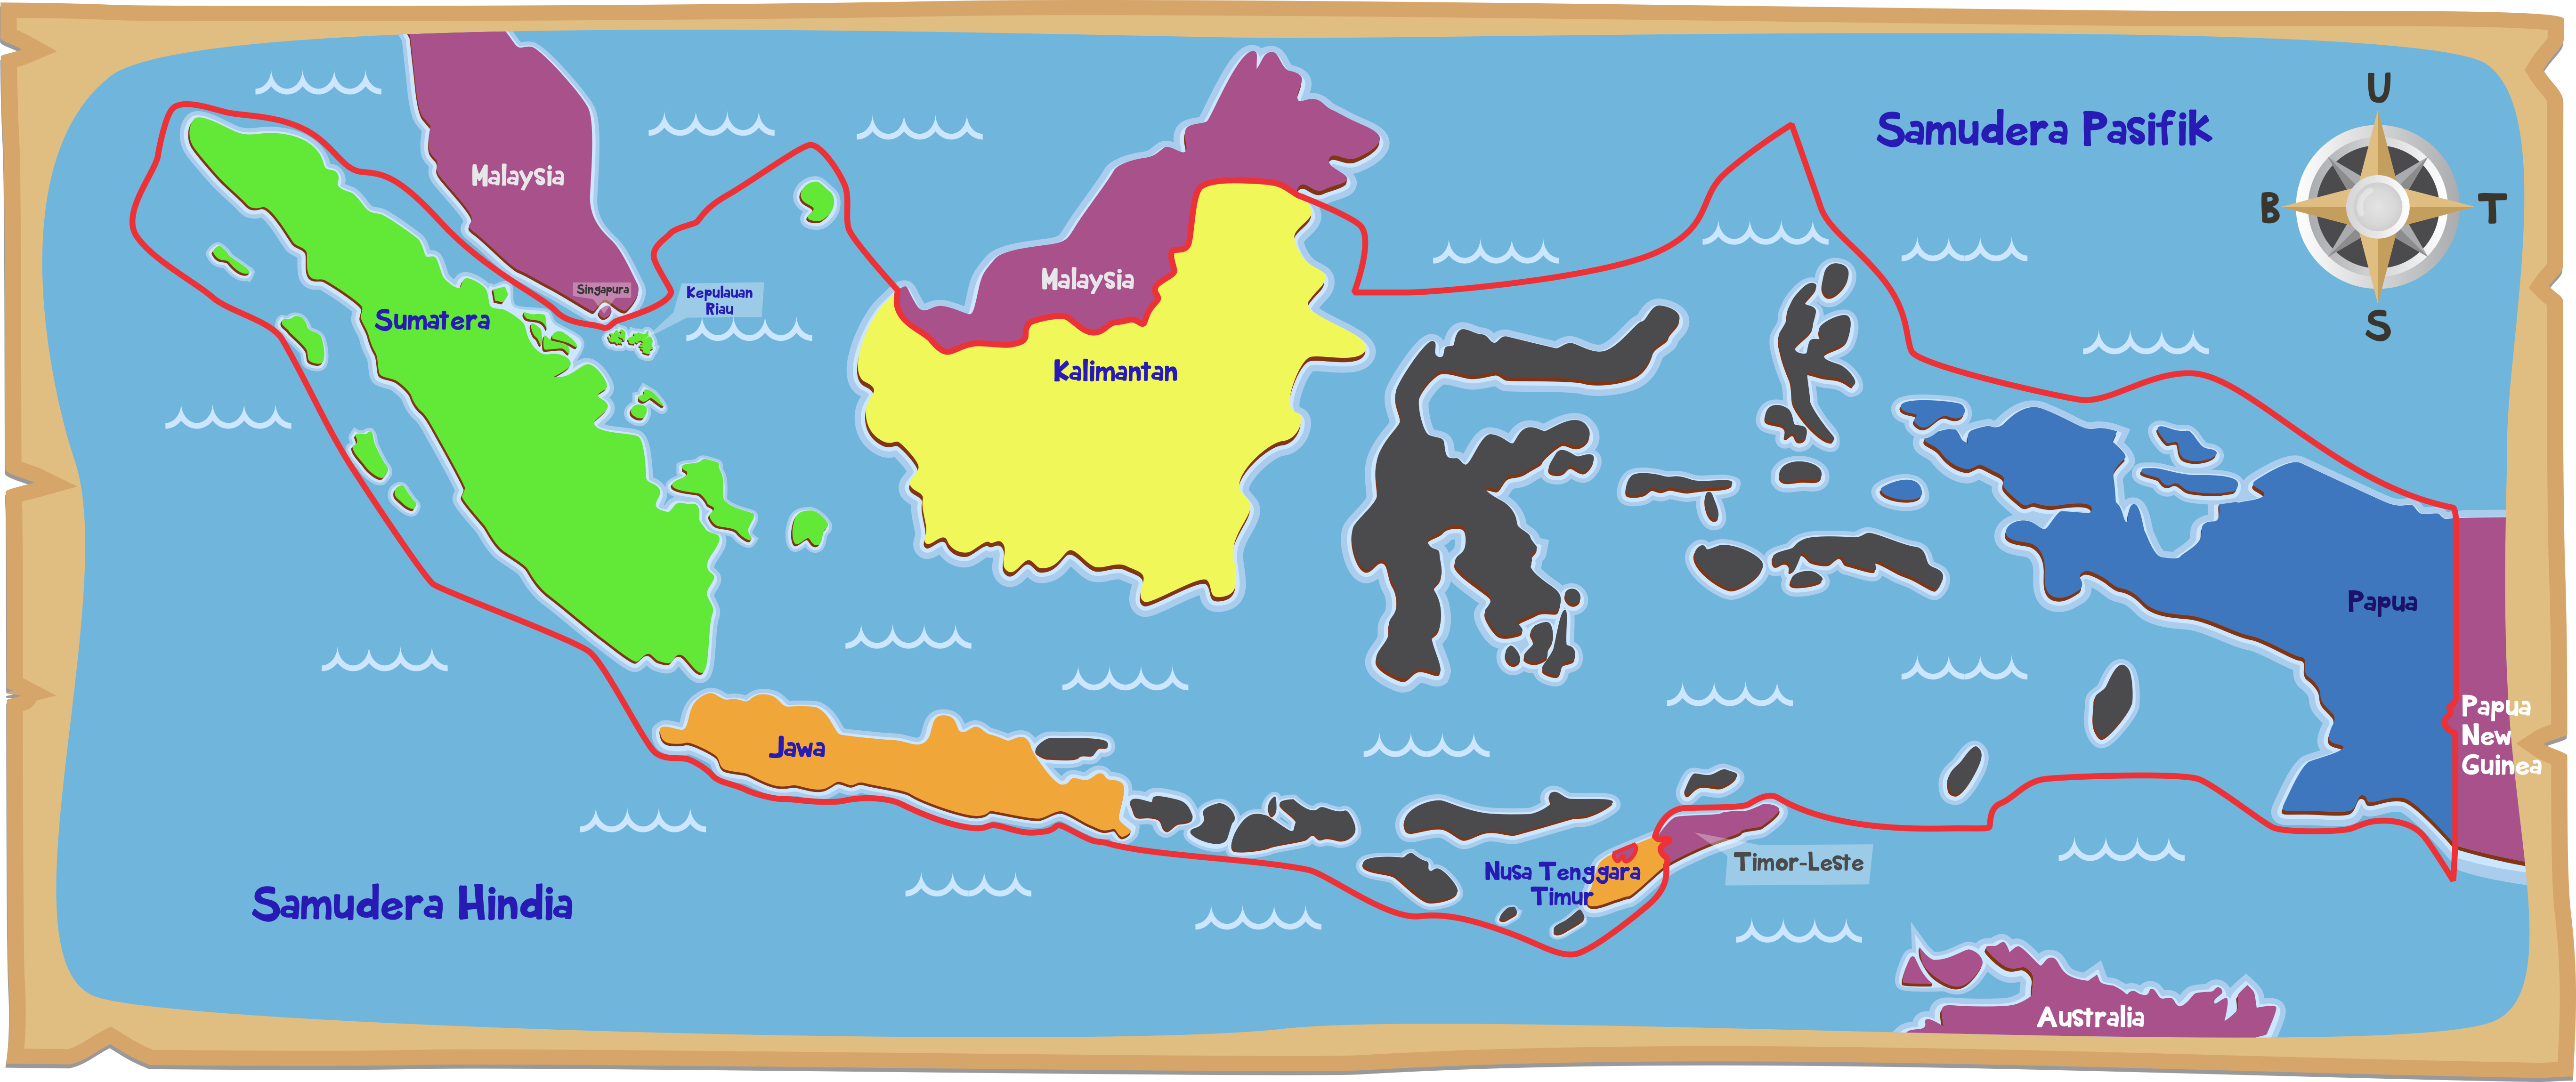 U
Samudera Pasifik
B
T
S
Malaysia
Singapura
Kepulauan
Riau
Sumatera
Malaysia
Kalimantan
Papua
Papua
New
Guinea
Jawa
Nusa Tenggara
Timur
Timor-Leste
Samudera Hindia
Australia